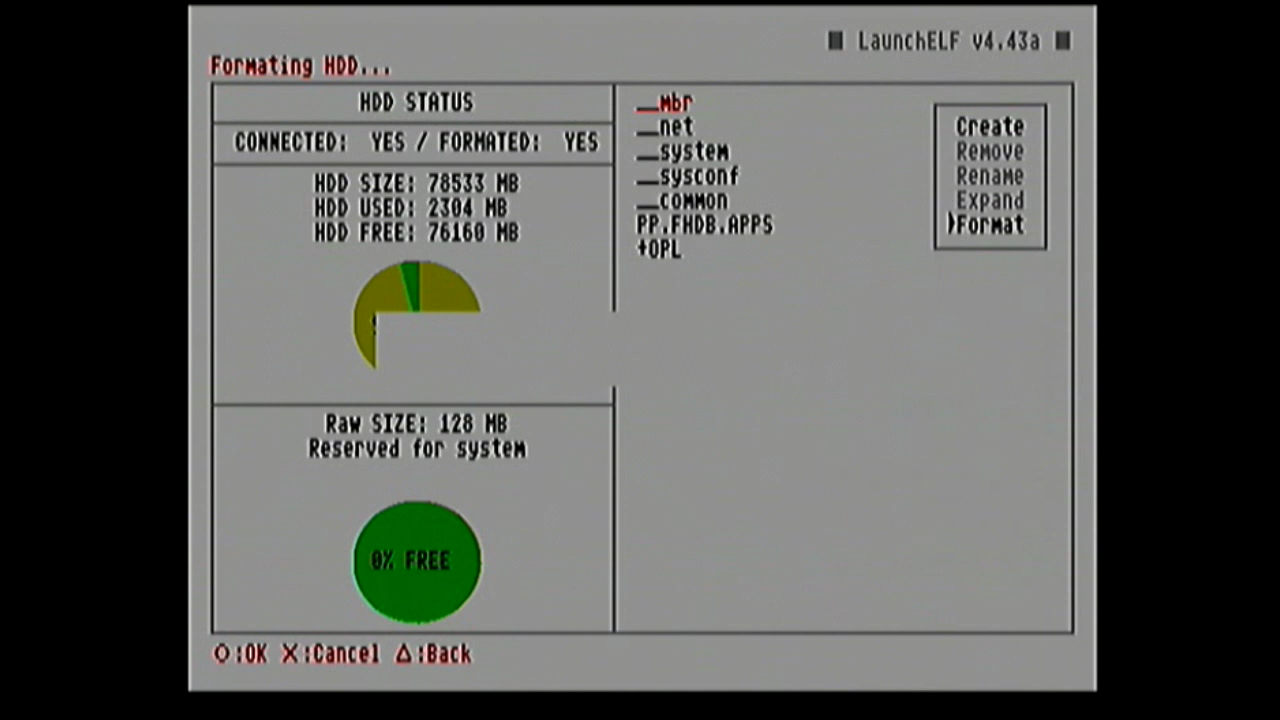 LaunchELF v4.43a
Formating HDD...
HDD STATUS
CONNECTED: YES / FORMATED: YES
HDD SIZE: 78533 MB
HDD USED: 2304 MB
HDD FREE: 76160 MB
Raw SIZE: 128 MB
Reserved for system
0% FREE
__mbr
__net
__system
__sysconf
__common
PP.FHDB.APPS
+OPL
Create
Remove
Rename
Expand
Format
O:OK X:Cancel △:Back